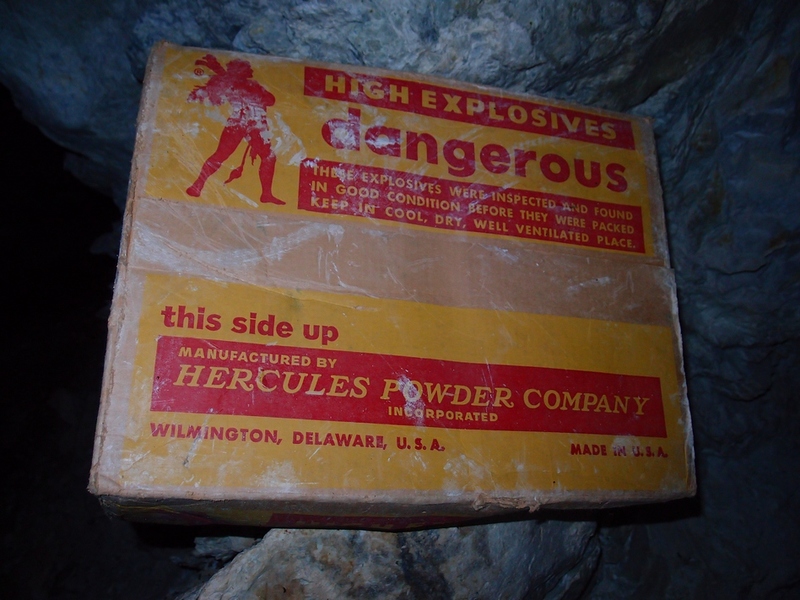 HIGH EXPLOSIVES
dangerous
THESE EXPLOSIVES WERE INSPECTED AND FOUND
IN GOOD CONDITION BEFORE THEY WERE PACKED
KEEP IN COOL, DRY, WELL VENTILATED PLACE.
this side up
MANUFACTURED BY
HERCULES POWDER COMPANY
INCORPORATED
WILMINGTON, DELAWARE, U.S.A.
MADE IN U.S.A.